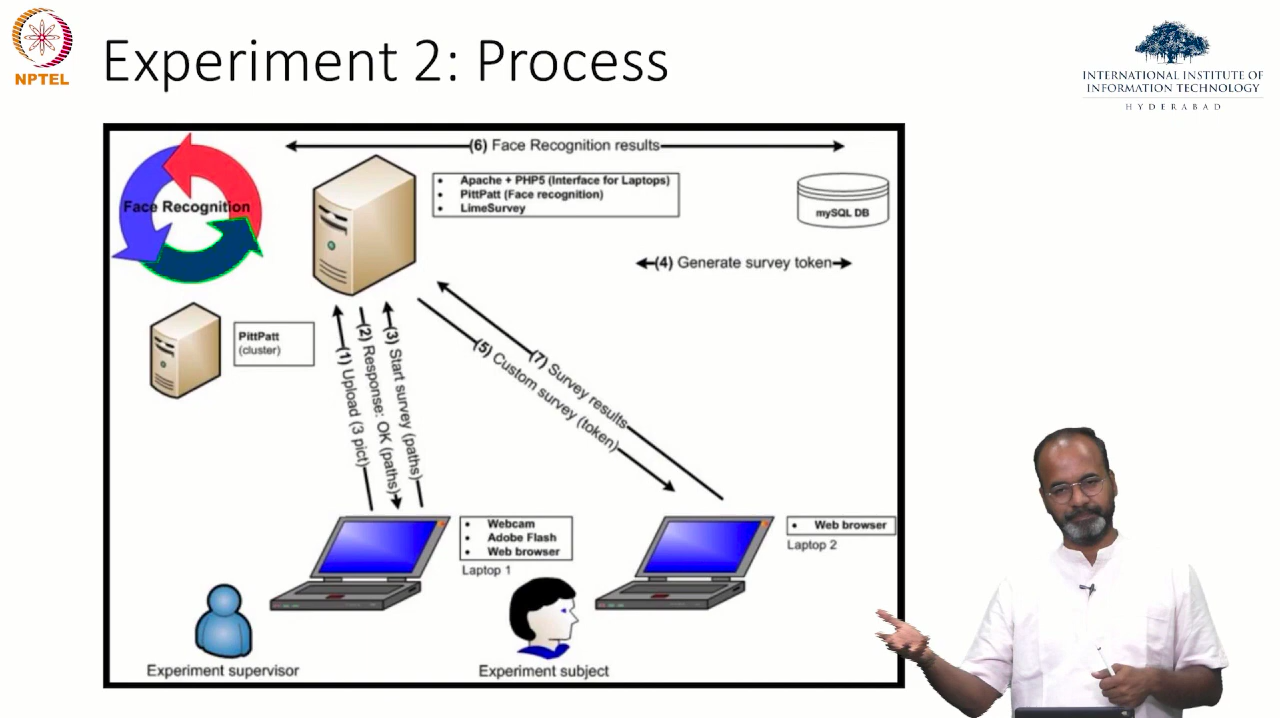 NPTEL
Experiment 2: Process
INTERNATIONAL INSTITUTE OF
INFORMATION TECHNOLOGY
HYDERABAD
(6) Face Recognition results
Face Recognition
• Apache + PHP5 (Interface for Laptops)
• PittPatt (Face recognition)
• LimeSurvey
mySQL DB
(4) Generate survey token
PittPatt
(cluster)
(1) Upload (3 pict)
(2) Response: OK (paths)
(3) Start survey (paths)
(5) Custom survey (token)
(7) Survey results
• Webcam
• Adobe Flash
• Web browser
Laptop 1
• Web browser
Laptop 2
Experiment supervisor
Experiment subject